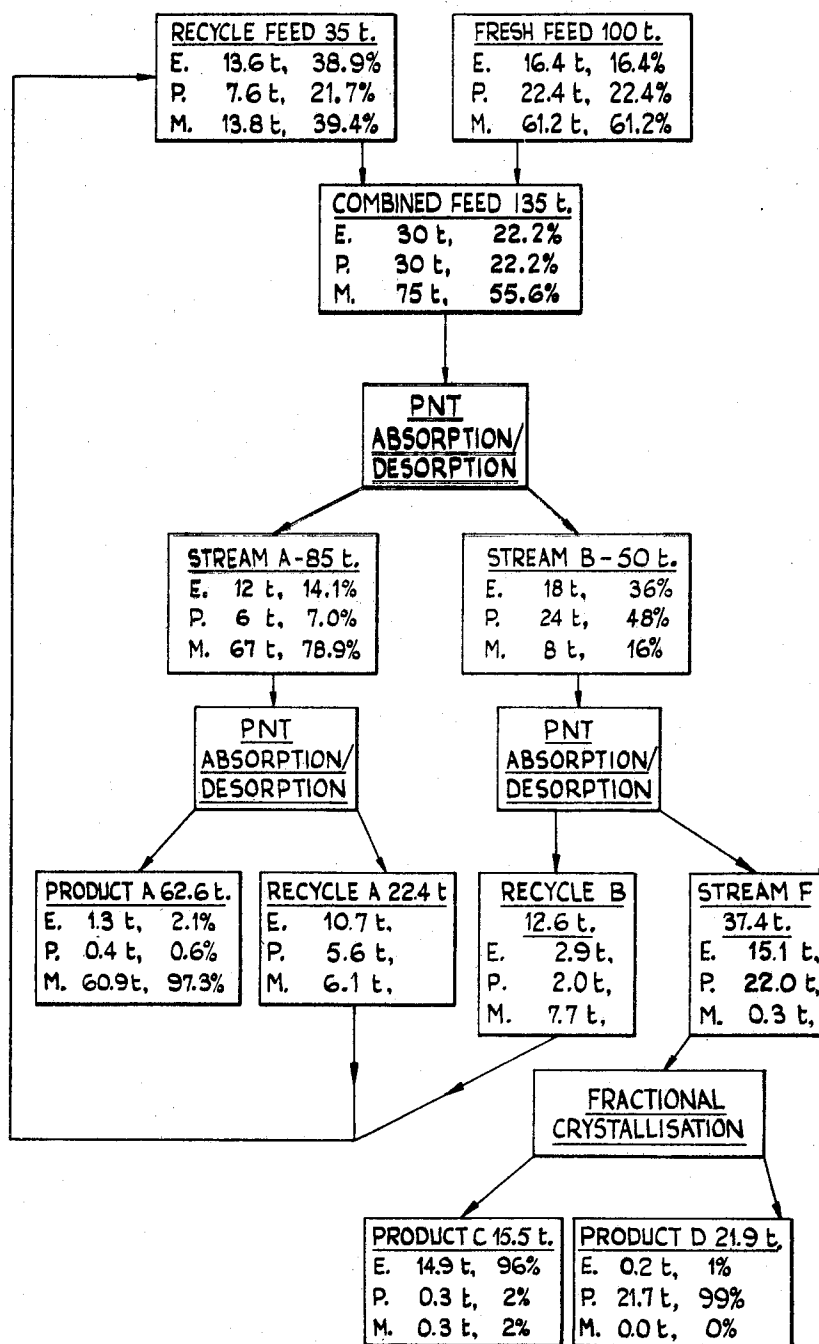 RECYCLE FEED 35 t.
E. 13.6 t, 38.9%
P. 7.6 t, 21.7%
M. 13.8 t, 39.4%
FRESH FEED 100 t.
E. 16.4 t, 16.4%
P. 22.4 t, 22.4%
M. 61.2 t, 61.2%
COMBINED FEED 135 t.
E. 30 t, 22.2%
P. 30 t, 22.2%
M. 75 t, 55.6%
PNT
ABSORPTION/
DESORPTION
STREAM A-85 t.
E. 12 t, 14.1%
P. 6 t, 7.0%
M. 67 t, 78.9%
STREAM B-50 t.
E. 18 t, 36%
P. 24 t, 48%
M. 8 t, 16%
PNT
ABSORPTION/
DESORPTION
PNT
ABSORPTION/
DESORPTION
PRODUCT A 62.6 t.
E. 1.3 t, 2.1%
P. 0.4 t, 0.6%
M. 60.9 t, 97.3%
RECYCLE A 22.4 t
E. 10.7 t,
P. 5.6 t,
M. 6.1 t,
RECYCLE B
12.6 t.
E. 2.9 t,
P. 2.0 t,
M. 7.7 t,
STREAM F
37.4 t.
E. 15.1 t,
P. 22.0 t,
M. 0.3 t,
FRACTIONAL
CRYSTALLISATION
PRODUCT C 15.5 t.
E. 14.9 t, 96%
P. 0.3 t, 2%
M. 0.3 t, 2%
PRODUCT D 21.9 t.
E. 0.2 t, 1%
P. 21.7 t, 99%
M. 0.0 t, 0%